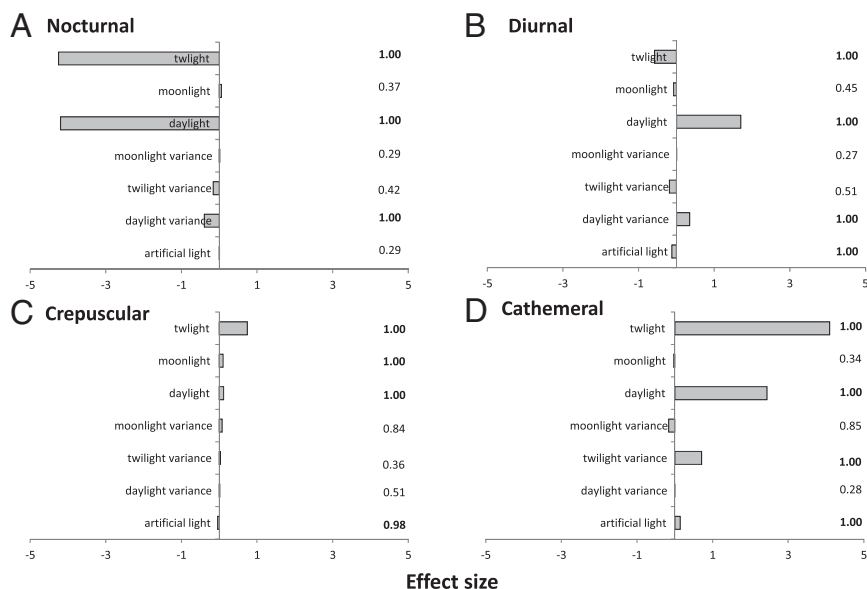 A Nocturnal
twlight 1.00
moonlight 0.37
daylight 1.00
moonlight variance 0.29
twilight variance 0.42
daylight variance 1.00
artificial light 0.29
-5 -3 -1 1 3 5
B Diurnal
twlight 1.00
moonlight 0.45
daylight 1.00
moonlight variance 0.27
twilight variance 0.51
daylight variance 1.00
artificial light 1.00
-5 -3 -1 1 3 5
C Crepuscular
twlight 1.00
moonlight 1.00
daylight 1.00
moonlight variance 0.84
twilight variance 0.36
daylight variance 0.51
artificial light 0.98
-5 -3 -1 1 3 5
D Cathemeral
twlight 1.00
moonlight 0.34
daylight 1.00
moonlight variance 0.85
twilight variance 1.00
daylight variance 0.28
artificial light 1.00
-5 -3 -1 1 3 5
Effect size